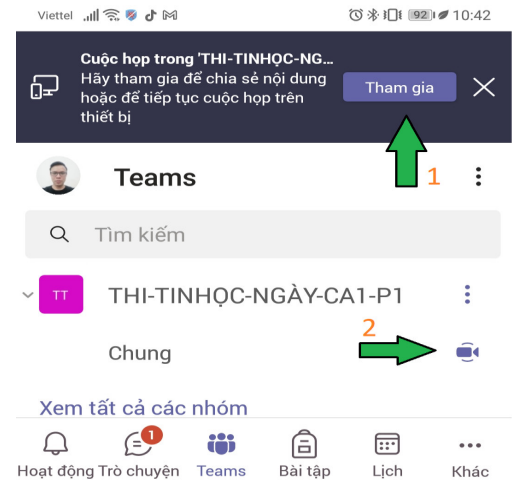 Viettel 92 10:42
Cuộc họp trong 'THI-TINHỌC-NG...
Hãy tham gia để chia sẻ nội dung
hoặc để tiếp tục cuộc họp trên
thiết bị
Tham gia
1
Teams
Tìm kiếm
TT THI-TINHỌC-NGÀY-CA1-P1
2
Chung
Xem tất cả các nhóm
1
Hoạt động Trò chuyện Teams Bài tập Lịch Khác